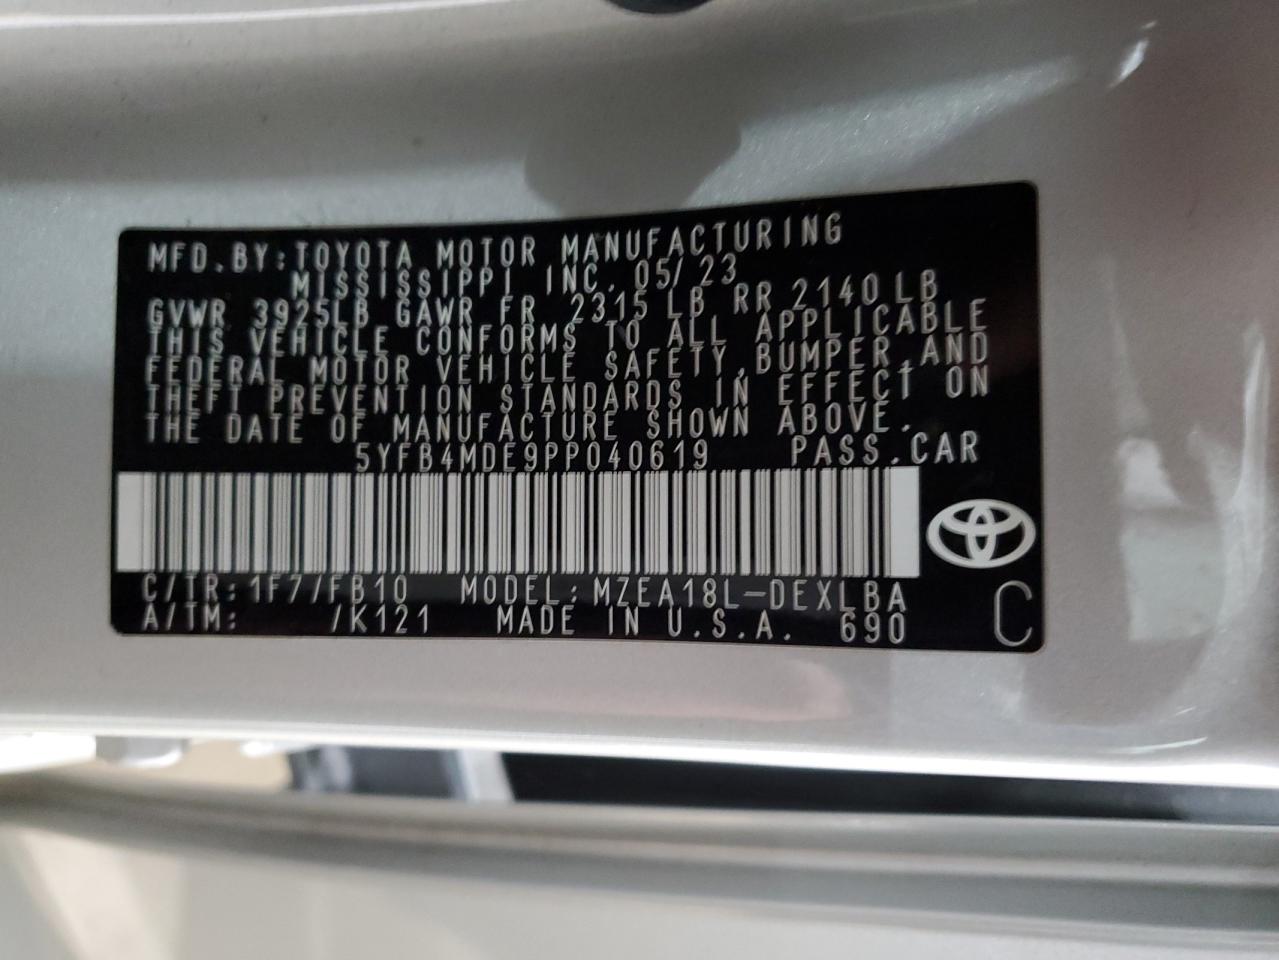 MFD.BY:TOYOTA MOTOR MANUFACTURING
MISSISSIPPI INC. 05/23
GVWR 3925LB GAWR FR 2315 LB RR 2140 LB
THIS VEHICLE CONFORMS TO ALL APPLICABLE
FEDERAL MOTOR VEHICLE SAFETY,BUMPER,AND
THEFT PREVENTION STANDARDS IN EFFECT ON
THE DATE OF MANUFACTURE SHOWN ABOVE.
5YFB4MDE9PP040619 PASS.CAR
C/TR:1F7/FB10 MODEL:MZEA18L-DEXLBA
A/TM: /K121 MADE IN U.S.A. 690
C